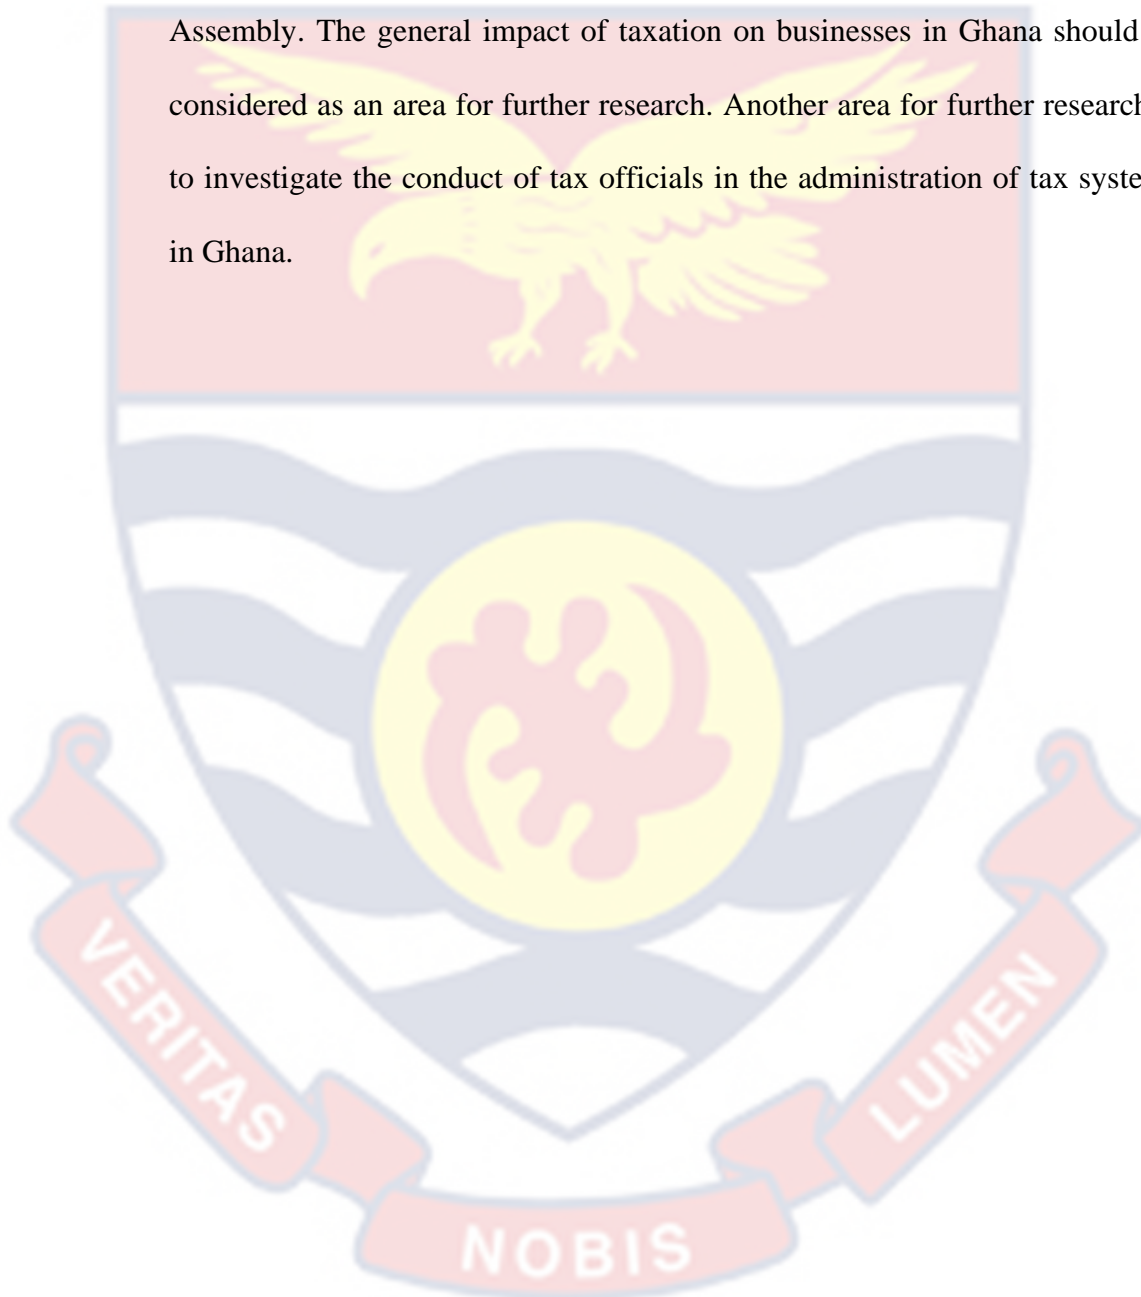 Assembly. The general impact of taxation on businesses in Ghana should
considered as an area for further research. Another area for further research
to investigate the conduct of tax officials in the administration of tax syste
in Ghana.
VERITAS
NOBIS
LUMEN